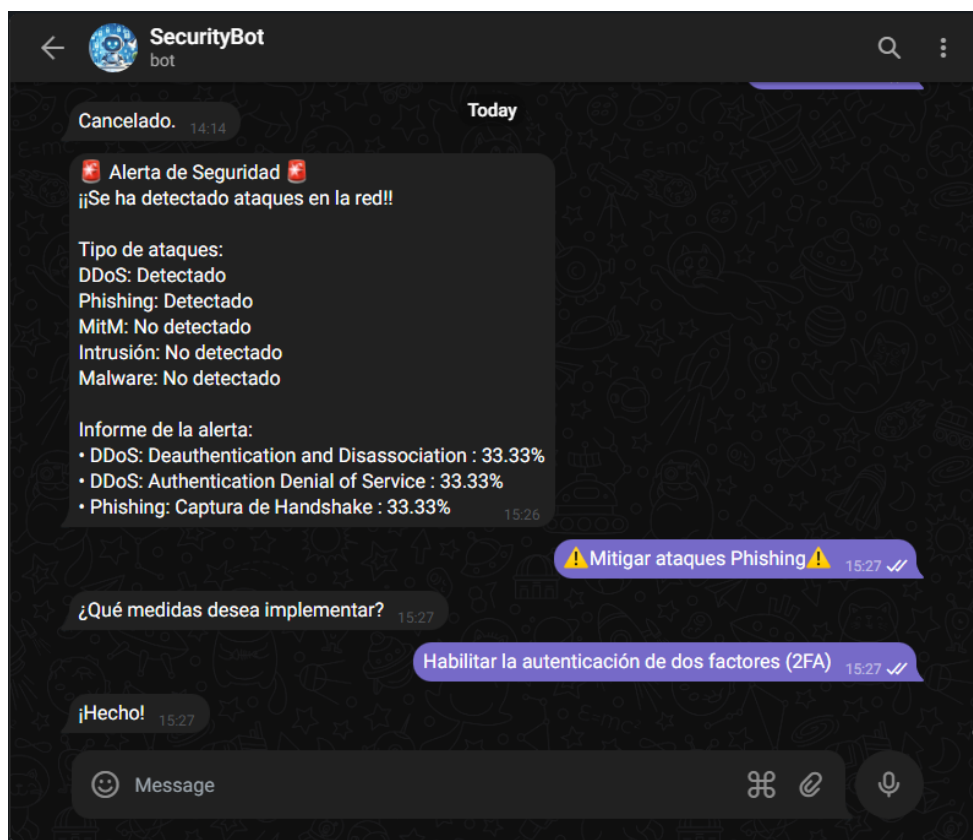 SecurityBot
bot
Today
Cancelado. 14:14
🚨 Alerta de Seguridad 🚨
¡¡Se ha detectado ataques en la red!!
Tipo de ataques:
DDoS: Detectado
Phishing: Detectado
MitM: No detectado
Intrusión: No detectado
Malware: No detectado
Informe de la alerta:
• DDoS: Deauthentication and Disassociation : 33.33%
• DDoS: Authentication Denial of Service : 33.33%
• Phishing: Captura de Handshake : 33.33% 15:26
⚠️Mitigar ataques Phishing⚠️ 15:27
¿Qué medidas desea implementar? 15:27
Habilitar la autenticación de dos factores (2FA) 15:27
¡Hecho! 15:27
Message